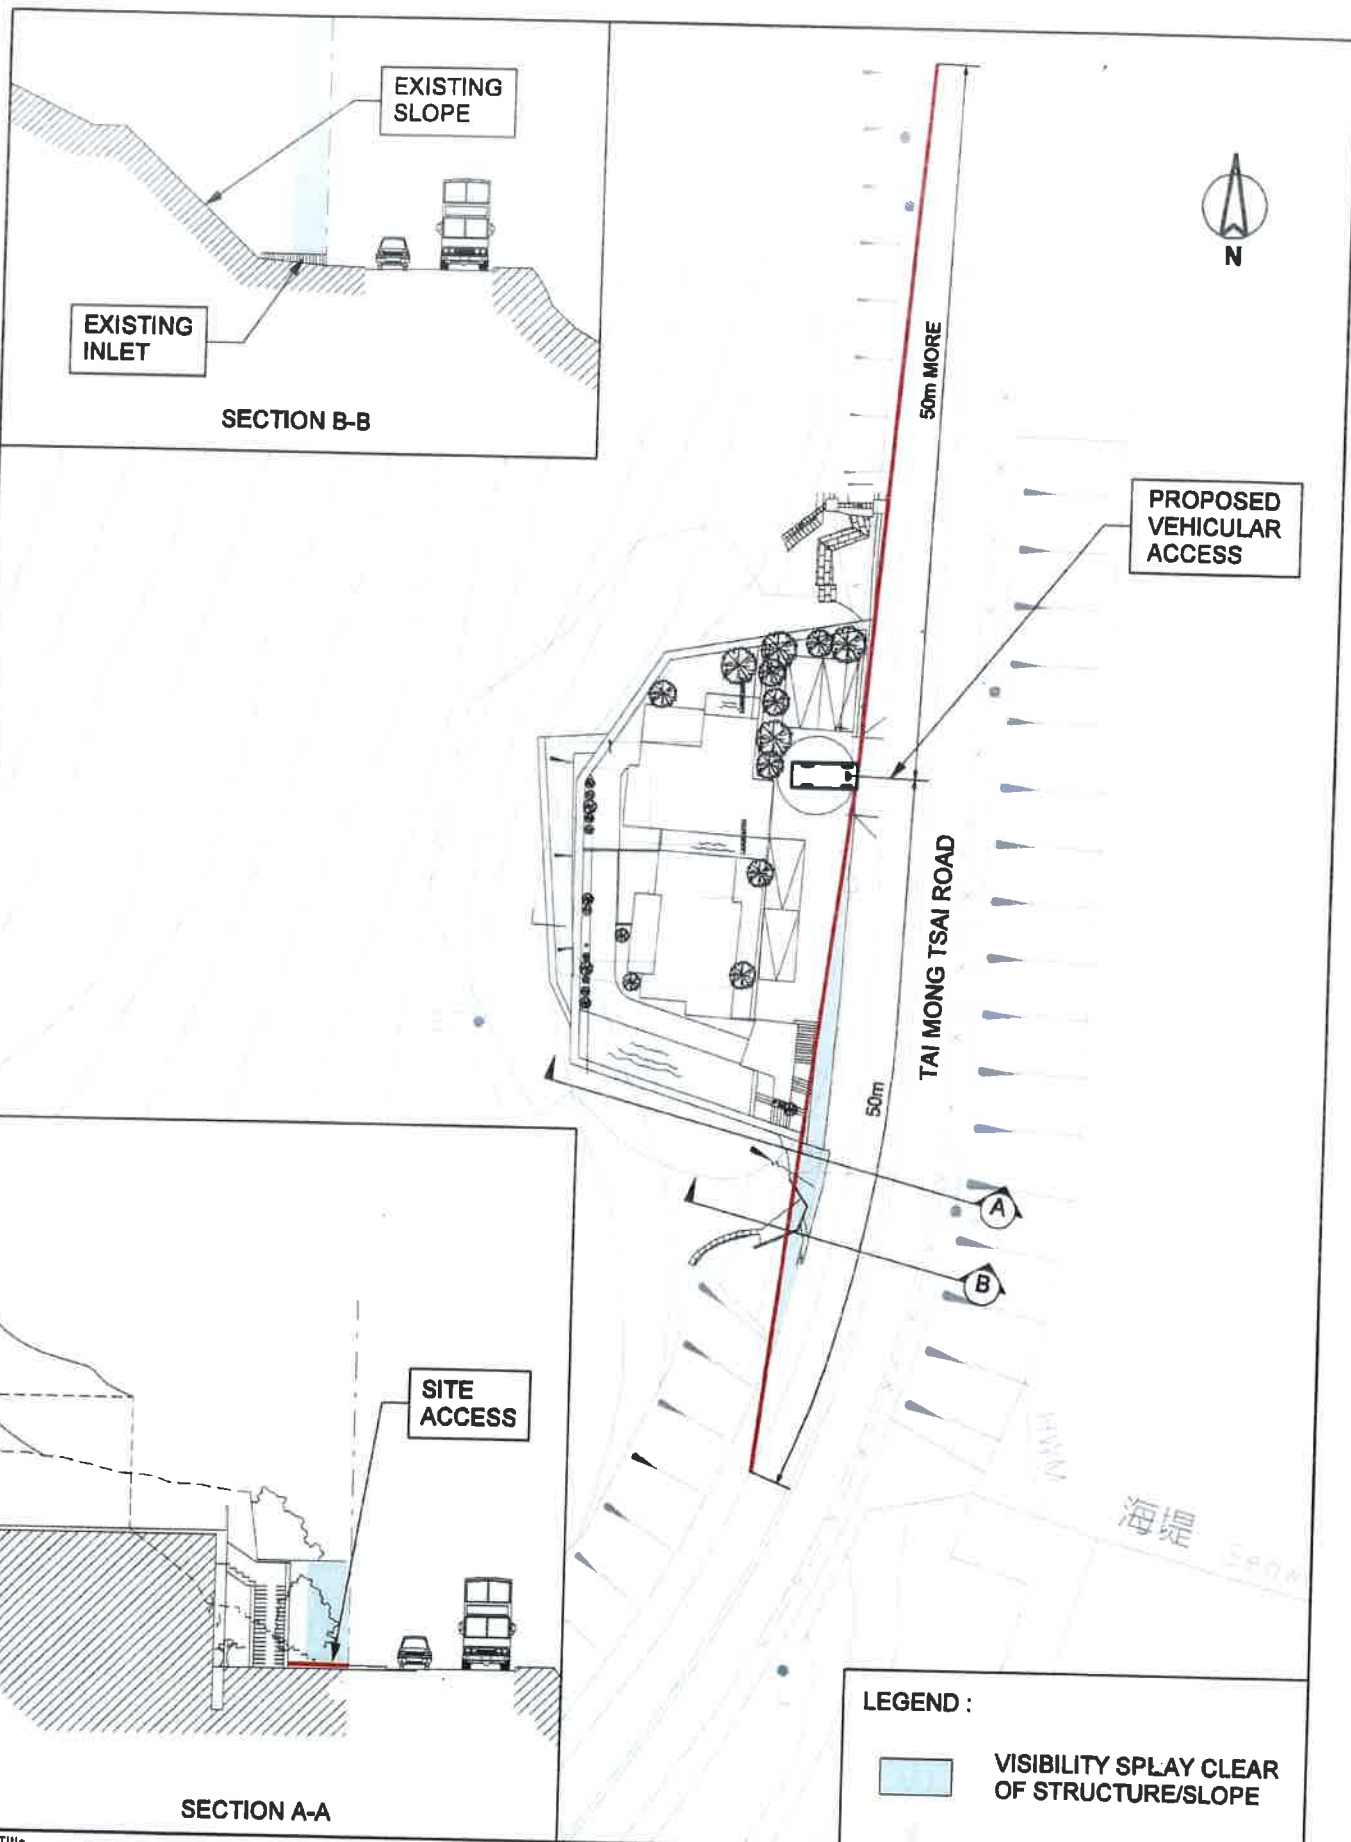 EXISTING
SLOPE
EXISTING
INLET
SECTION B-B
N
50m MORE
PROPOSED
VEHICULAR
ACCESS
TAI MONG TSAI ROAD
50m
A
B
SITE
ACCESS
SECTION A-A
HWM
海堤
LEGEND :
VISIBILITY SPLAY CLEAR
OF STRUCTURE/SLOPE